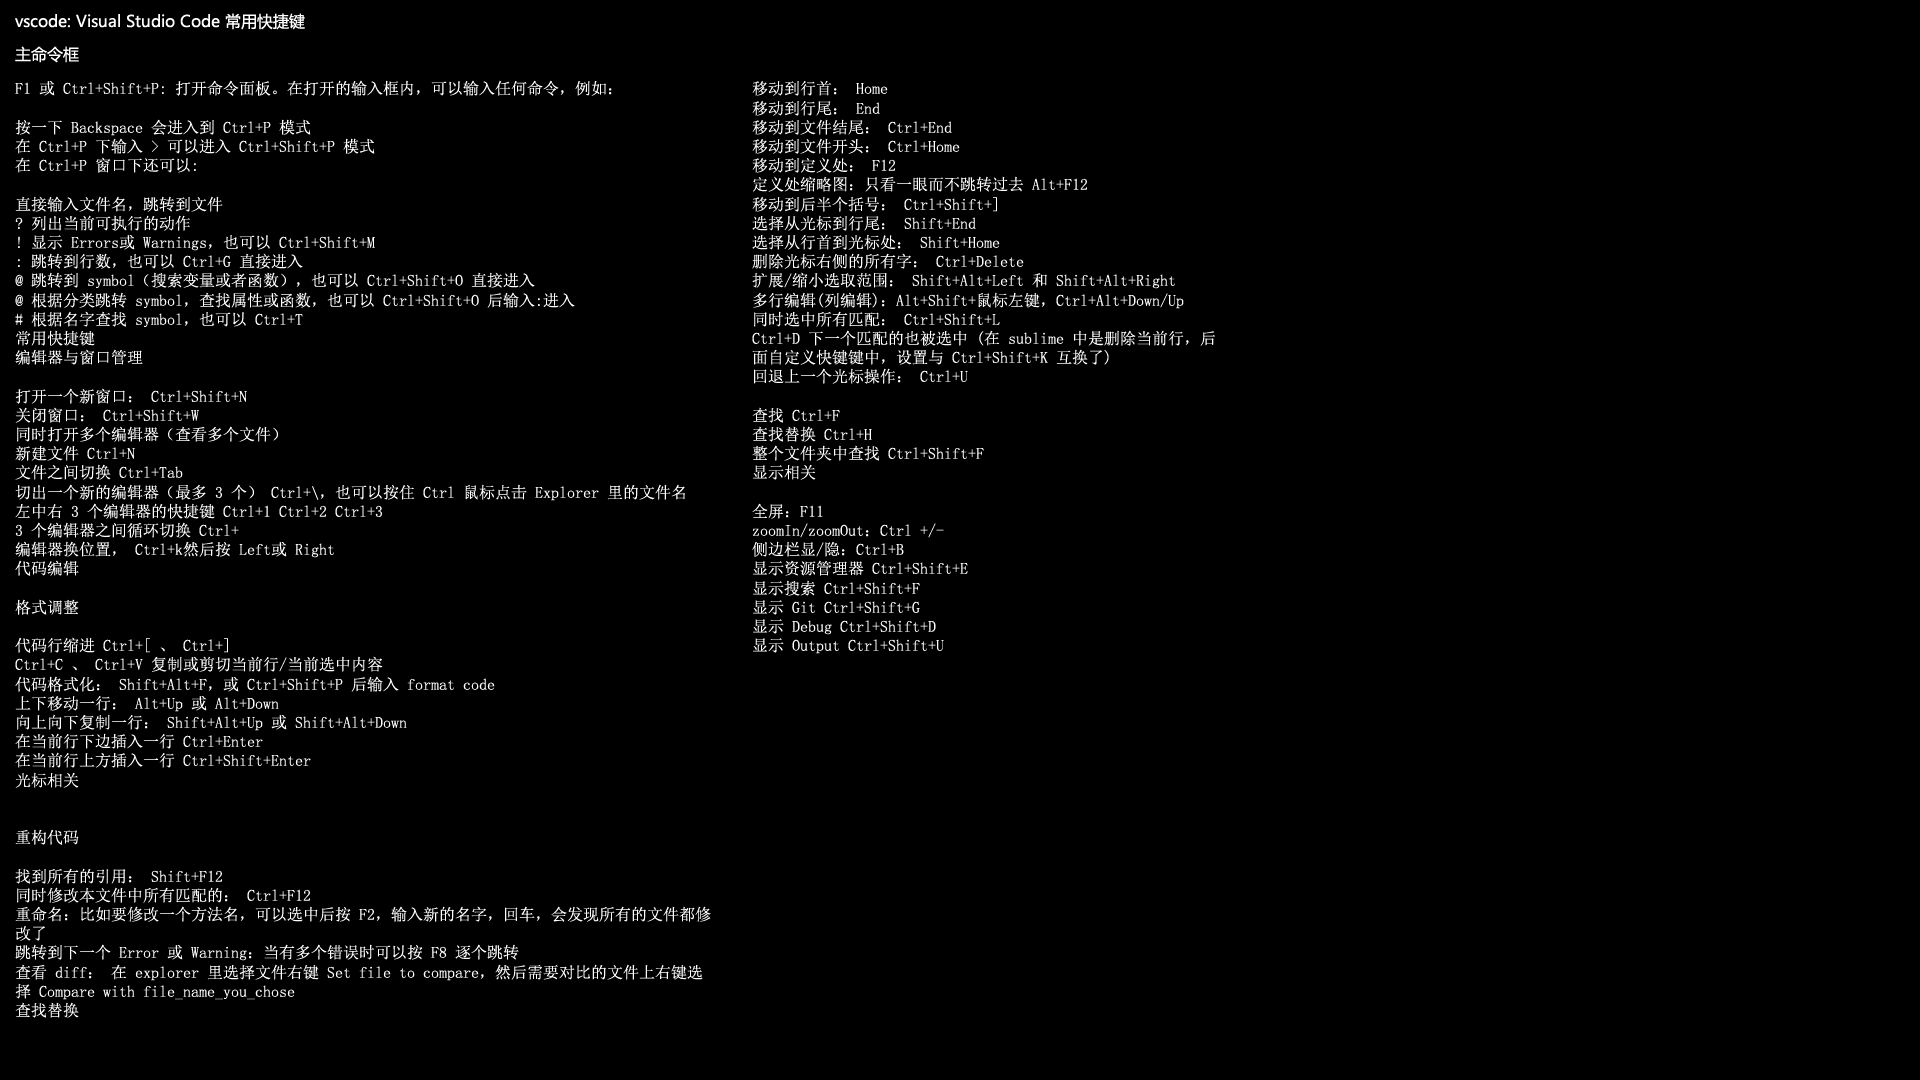 vscode: Visual Studio Code 常用快捷键
主命令框
F1 或 Ctrl+Shift+P: 打开命令面板。在打开的输入框内，可以输入任何命令，例如：
按一下 Backspace 会进入到 Ctrl+P 模式
在 Ctrl+P 下输入 > 可以进入 Ctrl+Shift+P 模式
在 Ctrl+P 窗口下还可以:
直接输入文件名，跳转到文件
? 列出当前可执行的动作
! 显示 Errors或 Warnings，也可以 Ctrl+Shift+M
: 跳转到行数，也可以 Ctrl+G 直接进入
@ 跳转到 symbol（搜索变量或者函数），也可以 Ctrl+Shift+O 直接进入
@ 根据分类跳转 symbol，查找属性或函数，也可以 Ctrl+Shift+O 后输入:进入
# 根据名字查找 symbol，也可以 Ctrl+T
常用快捷键
编辑器与窗口管理
打开一个新窗口： Ctrl+Shift+N
关闭窗口： Ctrl+Shift+W
同时打开多个编辑器（查看多个文件）
新建文件 Ctrl+N
文件之间切换 Ctrl+Tab
切出一个新的编辑器（最多 3 个） Ctrl+\，也可以按住 Ctrl 鼠标点击 Explorer 里的文件名
左中右 3 个编辑器的快捷键 Ctrl+1 Ctrl+2 Ctrl+3
3 个编辑器之间循环切换 Ctrl+
编辑器换位置， Ctrl+k然后按 Left或 Right
代码编辑
格式调整
代码行缩进 Ctrl+[ 、 Ctrl+]
Ctrl+C 、 Ctrl+V 复制或剪切当前行/当前选中内容
代码格式化： Shift+Alt+F，或 Ctrl+Shift+P 后输入 format code
上下移动一行： Alt+Up 或 Alt+Down
向上向下复制一行： Shift+Alt+Up 或 Shift+Alt+Down
在当前行下边插入一行 Ctrl+Enter
在当前行上方插入一行 Ctrl+Shift+Enter
光标相关
重构代码
找到所有的引用： Shift+F12
同时修改本文件中所有匹配的： Ctrl+F12
重命名：比如要修改一个方法名，可以选中后按 F2，输入新的名字，回车，会发现所有的文件都修
改了
跳转到下一个 Error 或 Warning：当有多个错误时可以按 F8 逐个跳转
查看 diff： 在 explorer 里选择文件右键 Set file to compare，然后需要对比的文件上右键选
择 Compare with file_name_you_chose
查找替换
移动到行首： Home
移动到行尾： End
移动到文件结尾： Ctrl+End
移动到文件开头： Ctrl+Home
移动到定义处： F12
定义处缩略图：只看一眼而不跳转过去 Alt+F12
移动到后半个括号： Ctrl+Shift+]
选择从光标到行尾： Shift+End
选择从行首到光标处： Shift+Home
删除光标右侧的所有字： Ctrl+Delete
扩展/缩小选取范围： Shift+Alt+Left 和 Shift+Alt+Right
多行编辑(列编辑)：Alt+Shift+鼠标左键，Ctrl+Alt+Down/Up
同时选中所有匹配： Ctrl+Shift+L
Ctrl+D 下一个匹配的也被选中 (在 sublime 中是删除当前行，后
面自定义快键键中，设置与 Ctrl+Shift+K 互换了)
回退上一个光标操作： Ctrl+U
查找 Ctrl+F
查找替换 Ctrl+H
整个文件夹中查找 Ctrl+Shift+F
显示相关
全屏：F11
zoomIn/zoomOut：Ctrl +/-
侧边栏显/隐：Ctrl+B
显示资源管理器 Ctrl+Shift+E
显示搜索 Ctrl+Shift+F
显示 Git Ctrl+Shift+G
显示 Debug Ctrl+Shift+D
显示 Output Ctrl+Shift+U